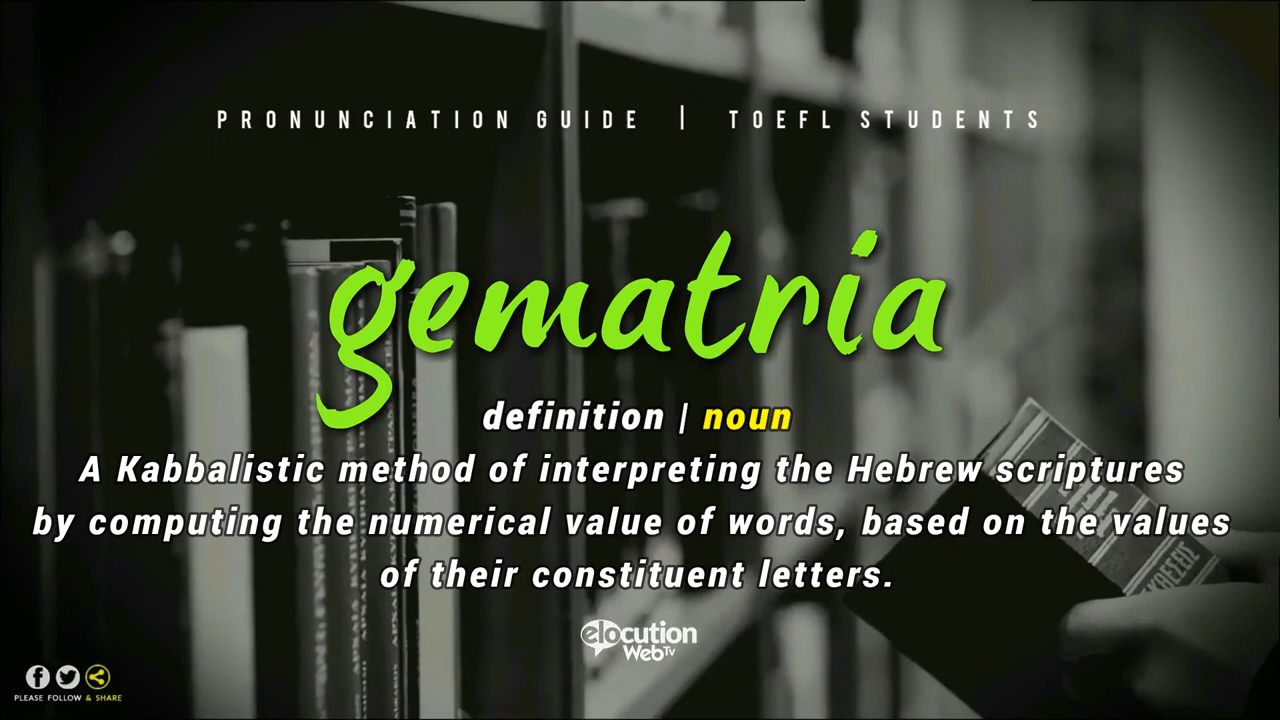 PRONUNCIATION GUIDE | TOEFL STUDENTS
gematria
definition | noun
A Kabbalistic method of interpreting the Hebrew scriptures
by computing the numerical value of words, based on the values
of their constituent letters.
elocution
WebTv
PLEASE FOLLOW & SHARE